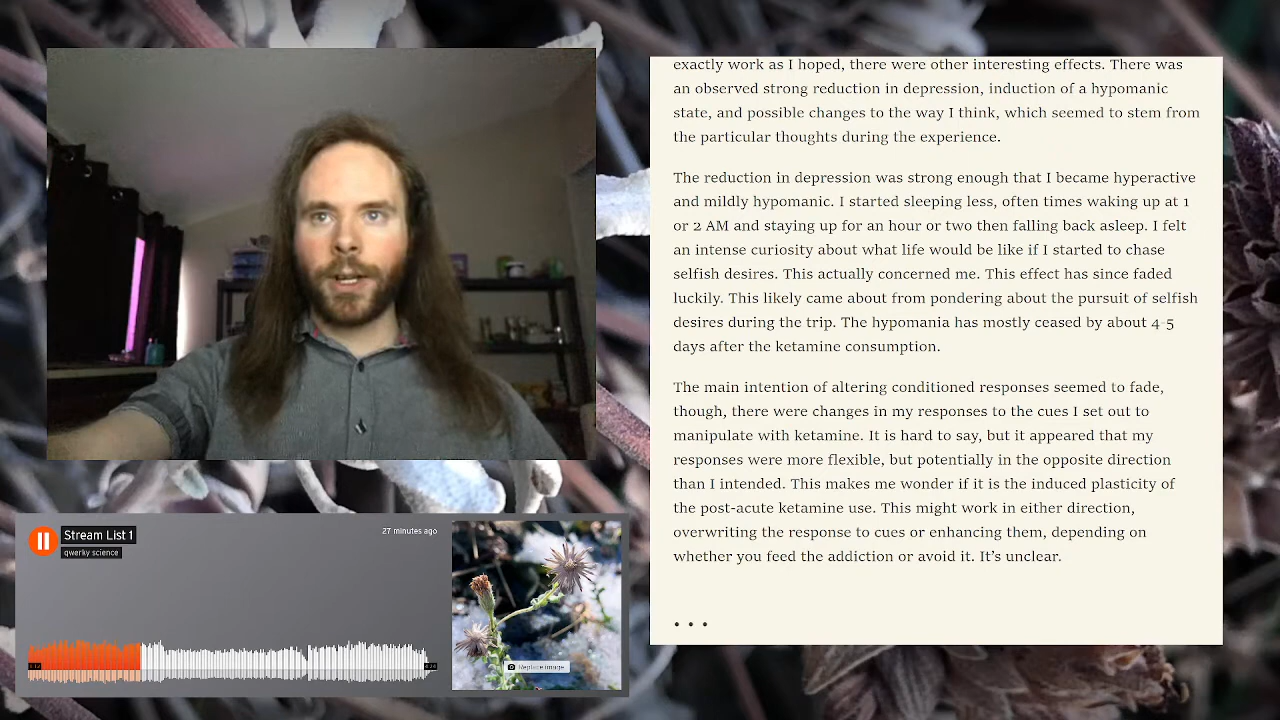 exactly work as I hoped, there were other interesting effects. There was
an observed strong reduction in depression, induction of a hypomanic
state, and possible changes to the way I think, which seemed to stem from
the particular thoughts during the experience.
The reduction in depression was strong enough that I became hyperactive
and mildly hypomanic. I started sleeping less, often times waking up at 1
or 2 AM and staying up for an hour or two then falling back asleep. I felt
an intense curiosity about what life would be like if I started to chase
selfish desires. This actually concerned me. This effect has since faded
luckily. This likely came about from pondering about the pursuit of selfish
desires during the trip. The hypomania has mostly ceased by about 4-5
days after the ketamine consumption.
The main intention of altering conditioned responses seemed to fade,
though, there were changes in my responses to the cues I set out to
manipulate with ketamine. It is hard to say, but it appeared that my
responses were more flexible, but potentially in the opposite direction
than I intended. This makes me wonder if it is the induced plasticity of
the post-acute ketamine use. This might work in either direction,
overwriting the response to cues or enhancing them, depending on
whether you feed the addiction or avoid it. It's unclear.
• • •
Stream List 1
qwerky science
27 minutes ago
Replace image